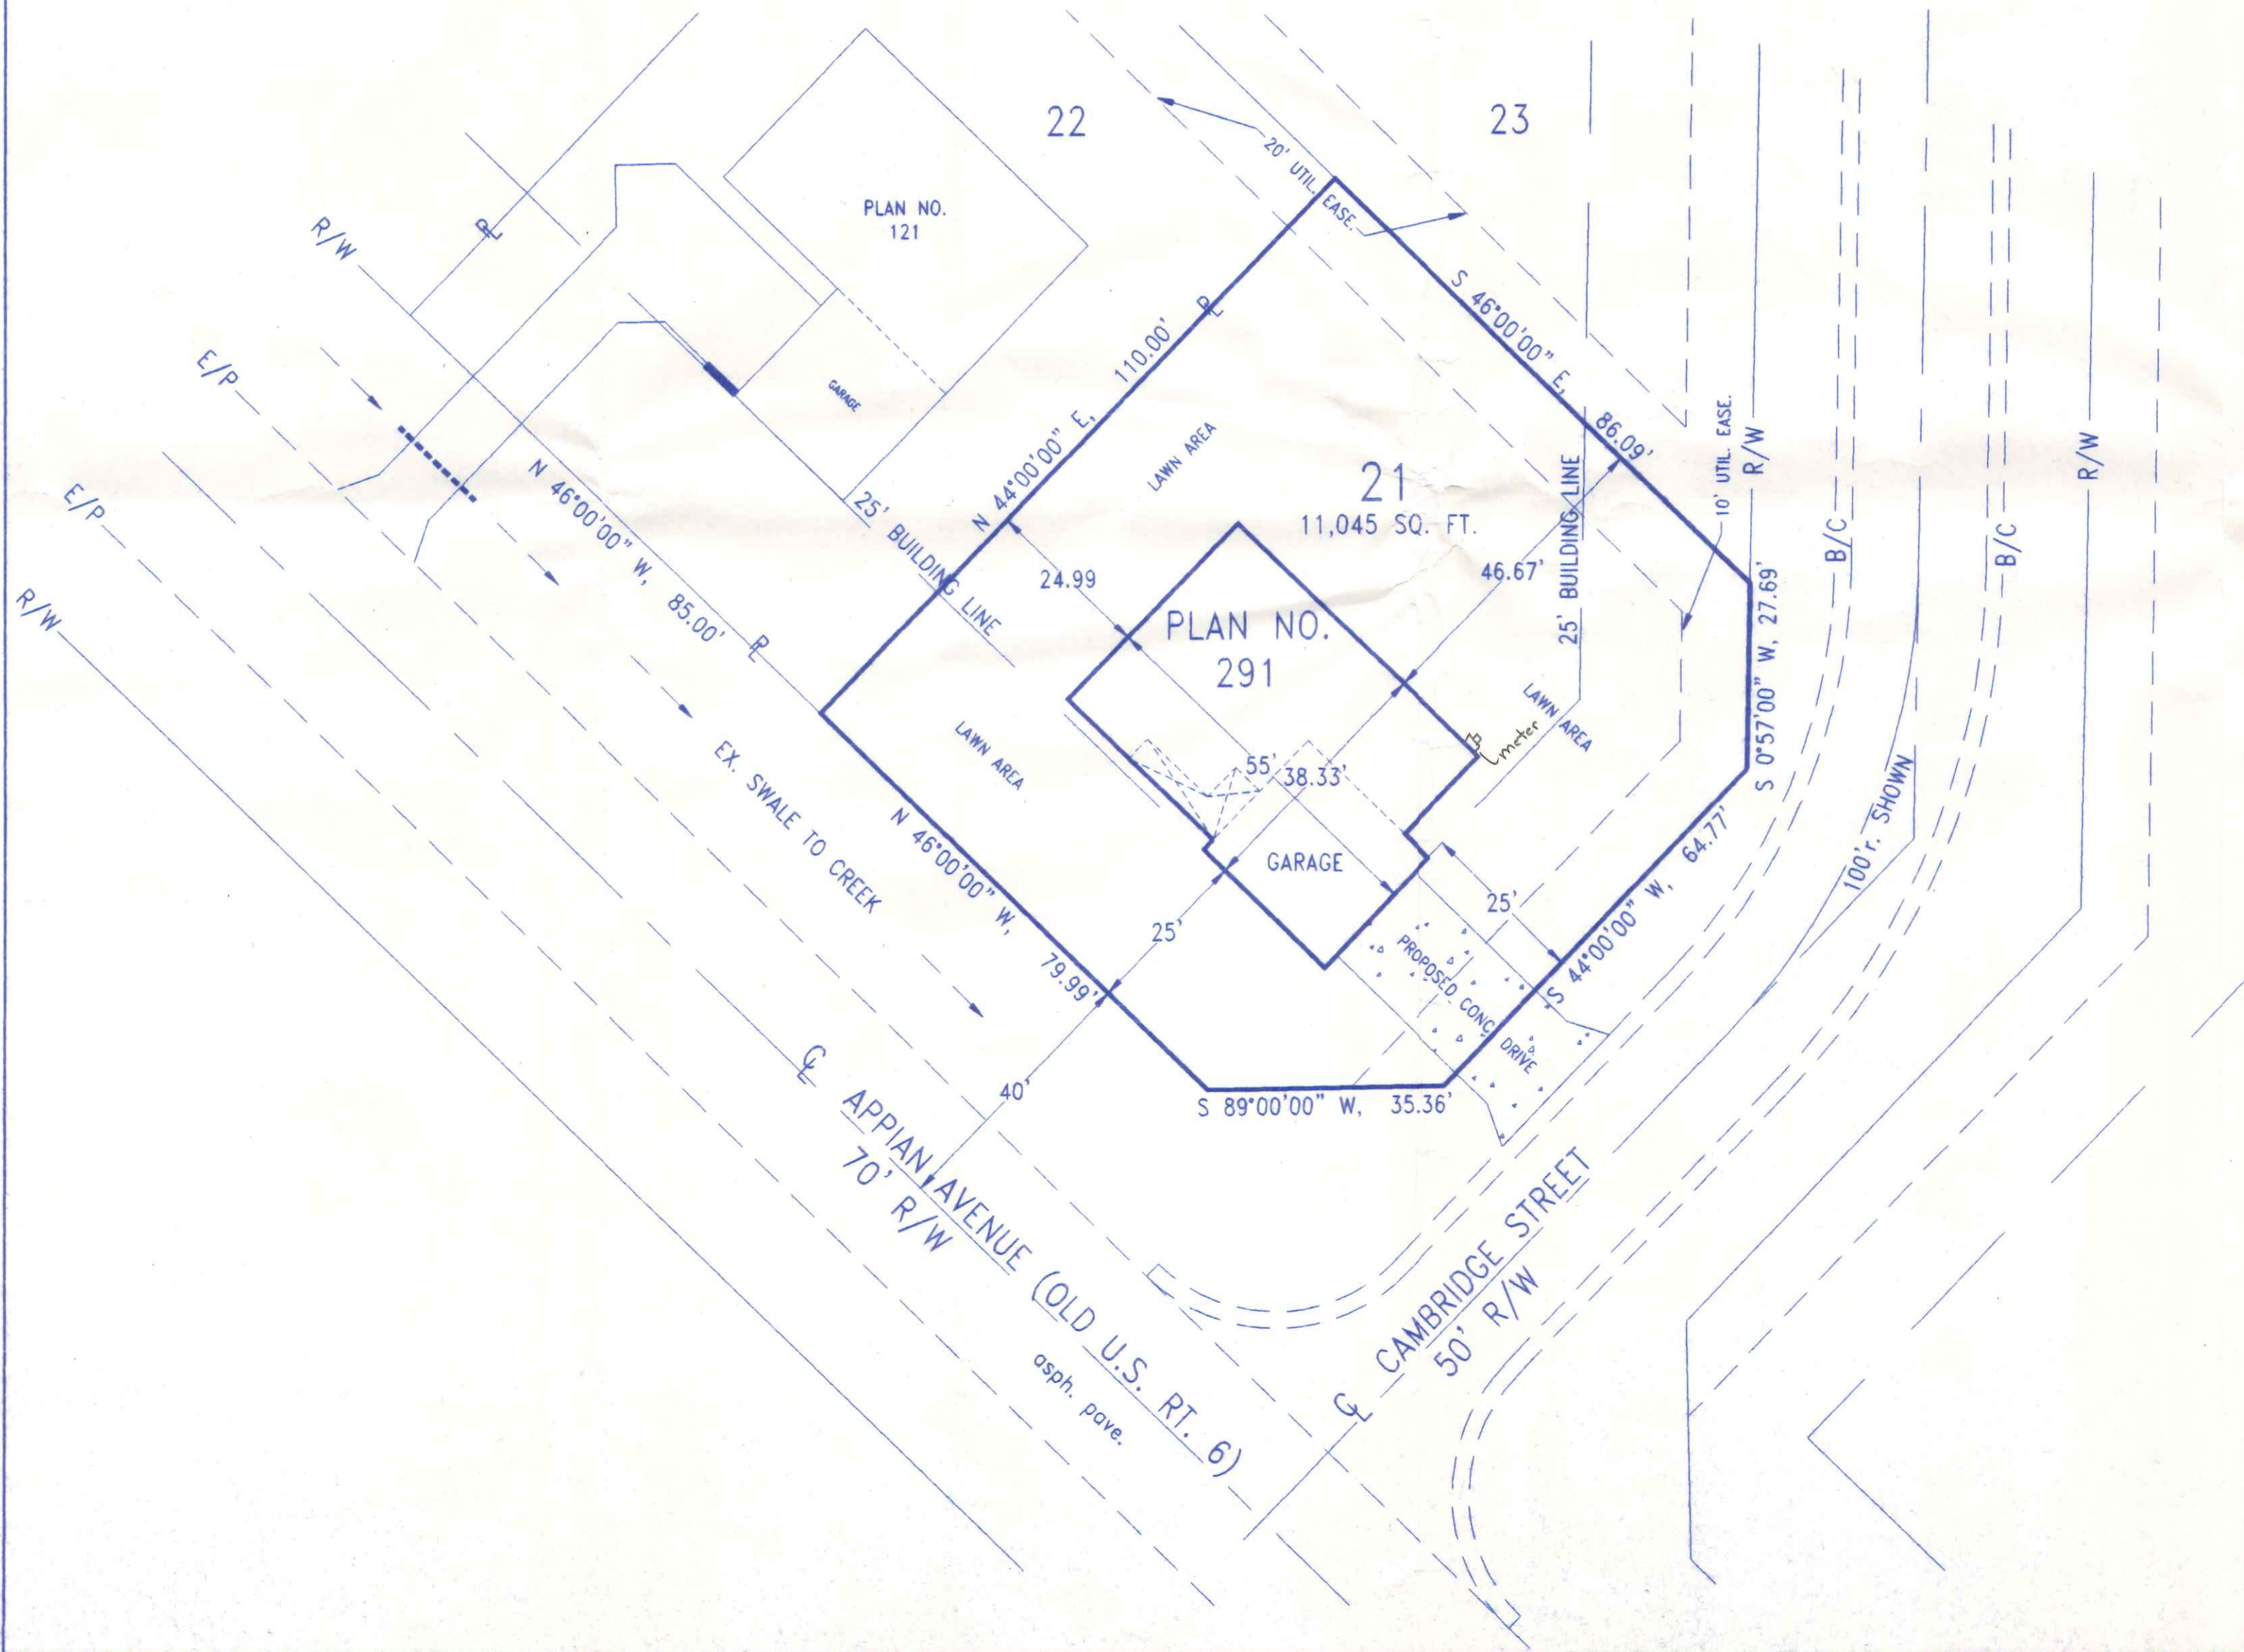 22
23
20' UTIL.
EASE.
PLAN NO.
121
GARAGE
R/W
℄
E/P
E/P
R/W
N 46°00'00" W, 85.00'
℄
25' BUILDING LINE
N 44°00'00" E, 110.00'
℄
S 46°00'00" E, 86.09'
LAWN AREA
21
11,045 SQ. FT.
24.99
46.67'
25' BUILDING LINE
10' UTIL. EASE.
R/W
B/C
B/C
R/W
PLAN NO.
291
S 0°57'00" W, 27.69'
LAWN AREA
meter
LAWN AREA
55'
38.33'
GARAGE
25'
25'
S 44°00'00" W, 64.77'
100'r. SHOWN
EX. SWALE TO CREEK
N 46°00'00" W, 79.99'
PROPOSED CONC.
DRIVE
40'
S 89°00'00" W, 35.36'
℄
APPIAN AVENUE (OLD U.S. RT. 6)
70' R/W
asph. pave.
℄
CAMBRIDGE STREET
50' R/W